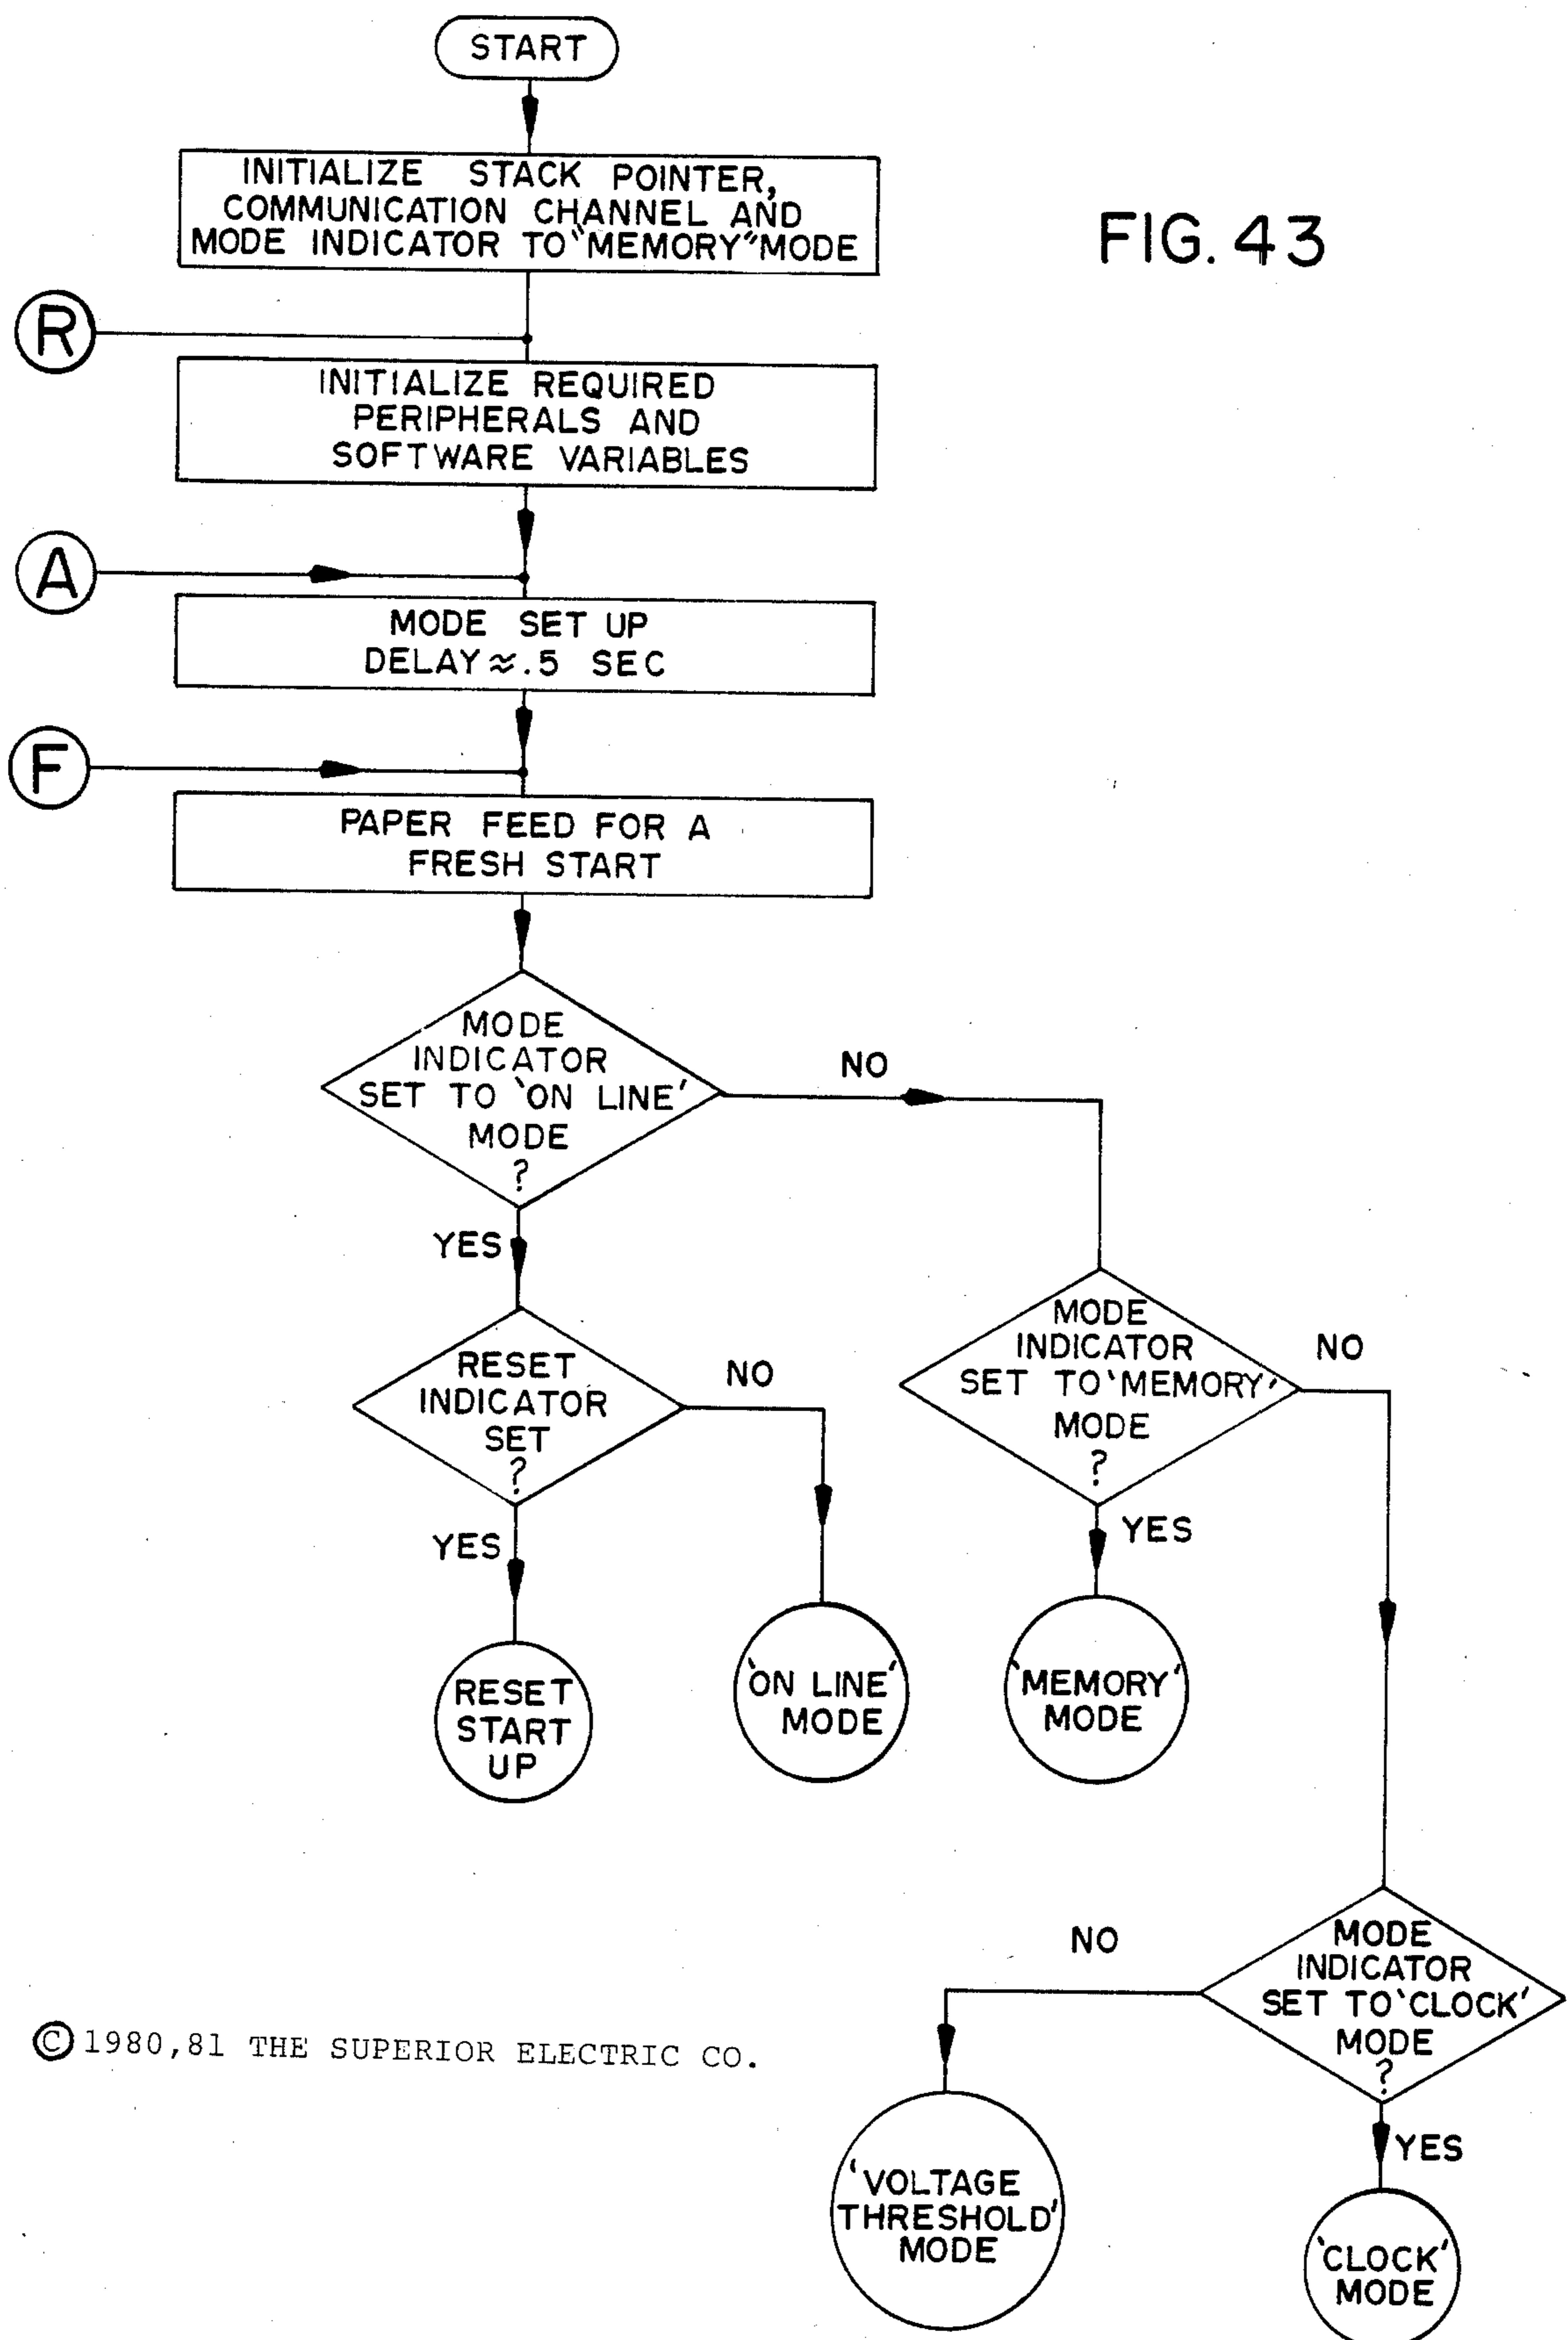 START
INITIALIZE STACK POINTER,
COMMUNICATION CHANNEL AND
MODE INDICATOR TO "MEMORY" MODE
FIG. 43
R
INITIALIZE REQUIRED
PERIPHERALS AND
SOFTWARE VARIABLES
A
MODE SET UP
DELAY ≈ .5 SEC
F
PAPER FEED FOR A
FRESH START
MODE
INDICATOR
SET TO 'ON LINE'
MODE
?
NO
YES
RESET
INDICATOR
SET
?
NO
YES
MODE
INDICATOR
SET TO 'MEMORY'
MODE
?
NO
YES
RESET
START
UP
'ON LINE'
MODE
'MEMORY'
MODE
MODE
INDICATOR
SET TO 'CLOCK'
MODE
?
NO
YES
© 1980,81 THE SUPERIOR ELECTRIC CO.
'VOLTAGE
THRESHOLD'
MODE
'CLOCK'
MODE